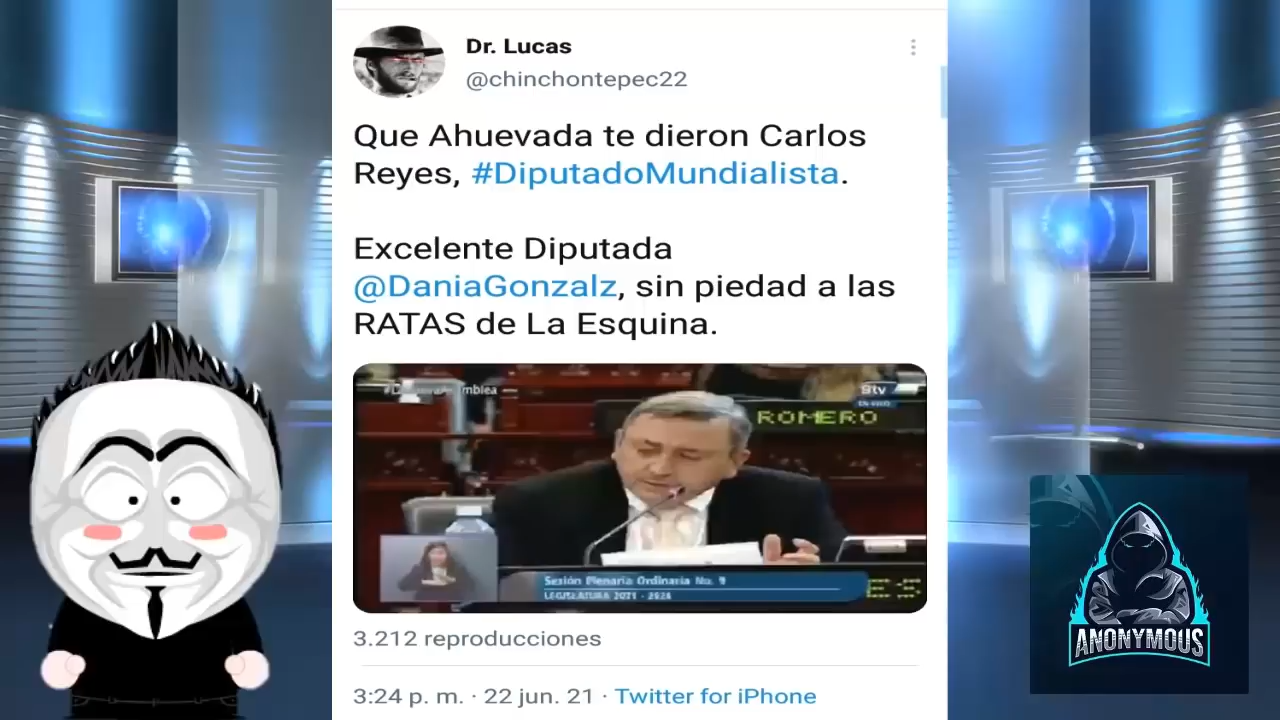 Dr. Lucas
@chinchontepec22
Que Ahuevada te dieron Carlos
Reyes, #DiputadoMundialista.
Excelente Diputada
@DaniaGonzalz, sin piedad a las
RATAS de La Esquina.
ROMERO
Sesión Plenaria Ordinaria No. 9
LEGISLATURA 2021 - 2024
3.212 reproducciones
3:24 p. m. · 22 jun. 21 · Twitter for iPhone
ANONYMOUS